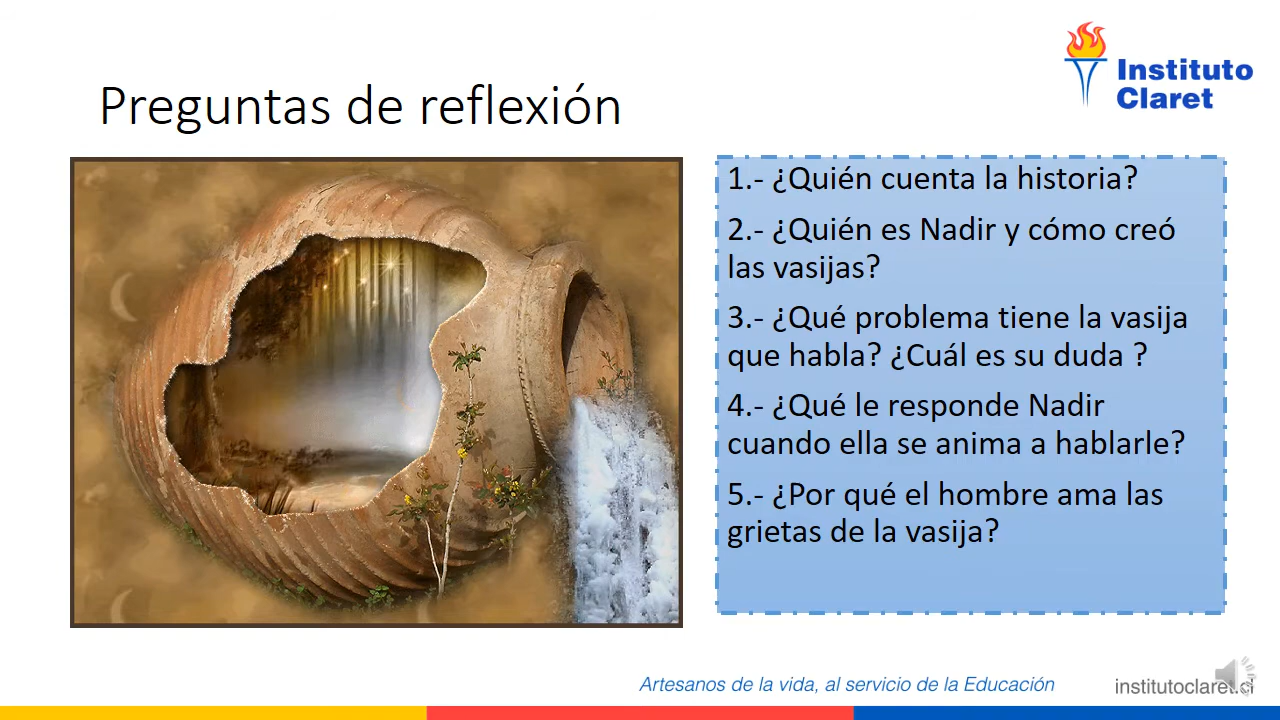 Instituto
Claret
Preguntas de reflexión
1.- ¿Quién cuenta la historia?
2.- ¿Quién es Nadir y cómo creó
las vasijas?
3.- ¿Qué problema tiene la vasija
que habla? ¿Cuál es su duda ?
4.- ¿Qué le responde Nadir
cuando ella se anima a hablarle?
5.- ¿Por qué el hombre ama las
grietas de la vasija?
Artesanos de la vida, al servicio de la Educación
institutoclaret.cl